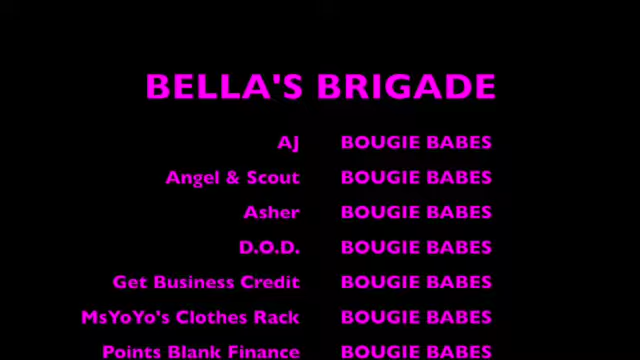 BELLA'S BRIGADE
AJ BOUGIE BABES
Angel & Scout BOUGIE BABES
Asher BOUGIE BABES
D.O.D. BOUGIE BABES
Get Business Credit BOUGIE BABES
MsYoYo's Clothes Rack BOUGIE BABES
Points Blank Finance BOUGIE BABES